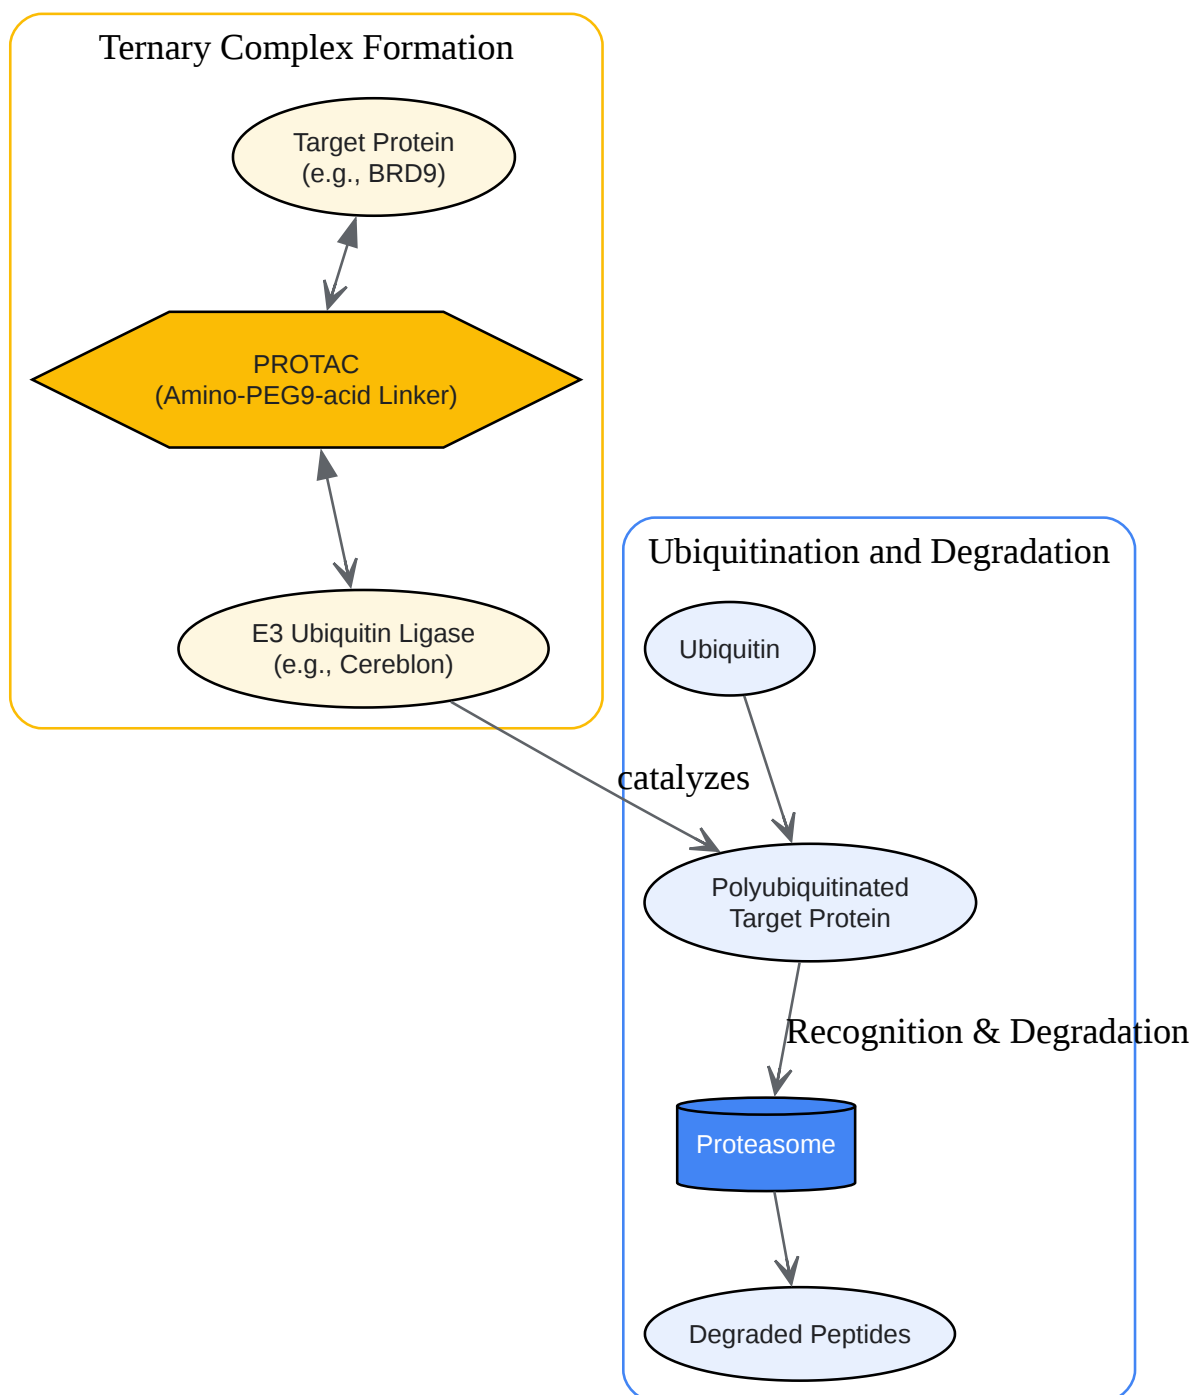 Ternary Complex Formation
Target Protein
(e.g., BRD9)
PROTAC
(Amino-PEG9-acid Linker)
E3 Ubiquitin Ligase
(e.g., Cereblon)
Ubiquitination and Degradation
Ubiquitin
catalyzes
Polyubiquitinated
Target Protein
Recognition & Degradation
Proteasome
Degraded Peptides